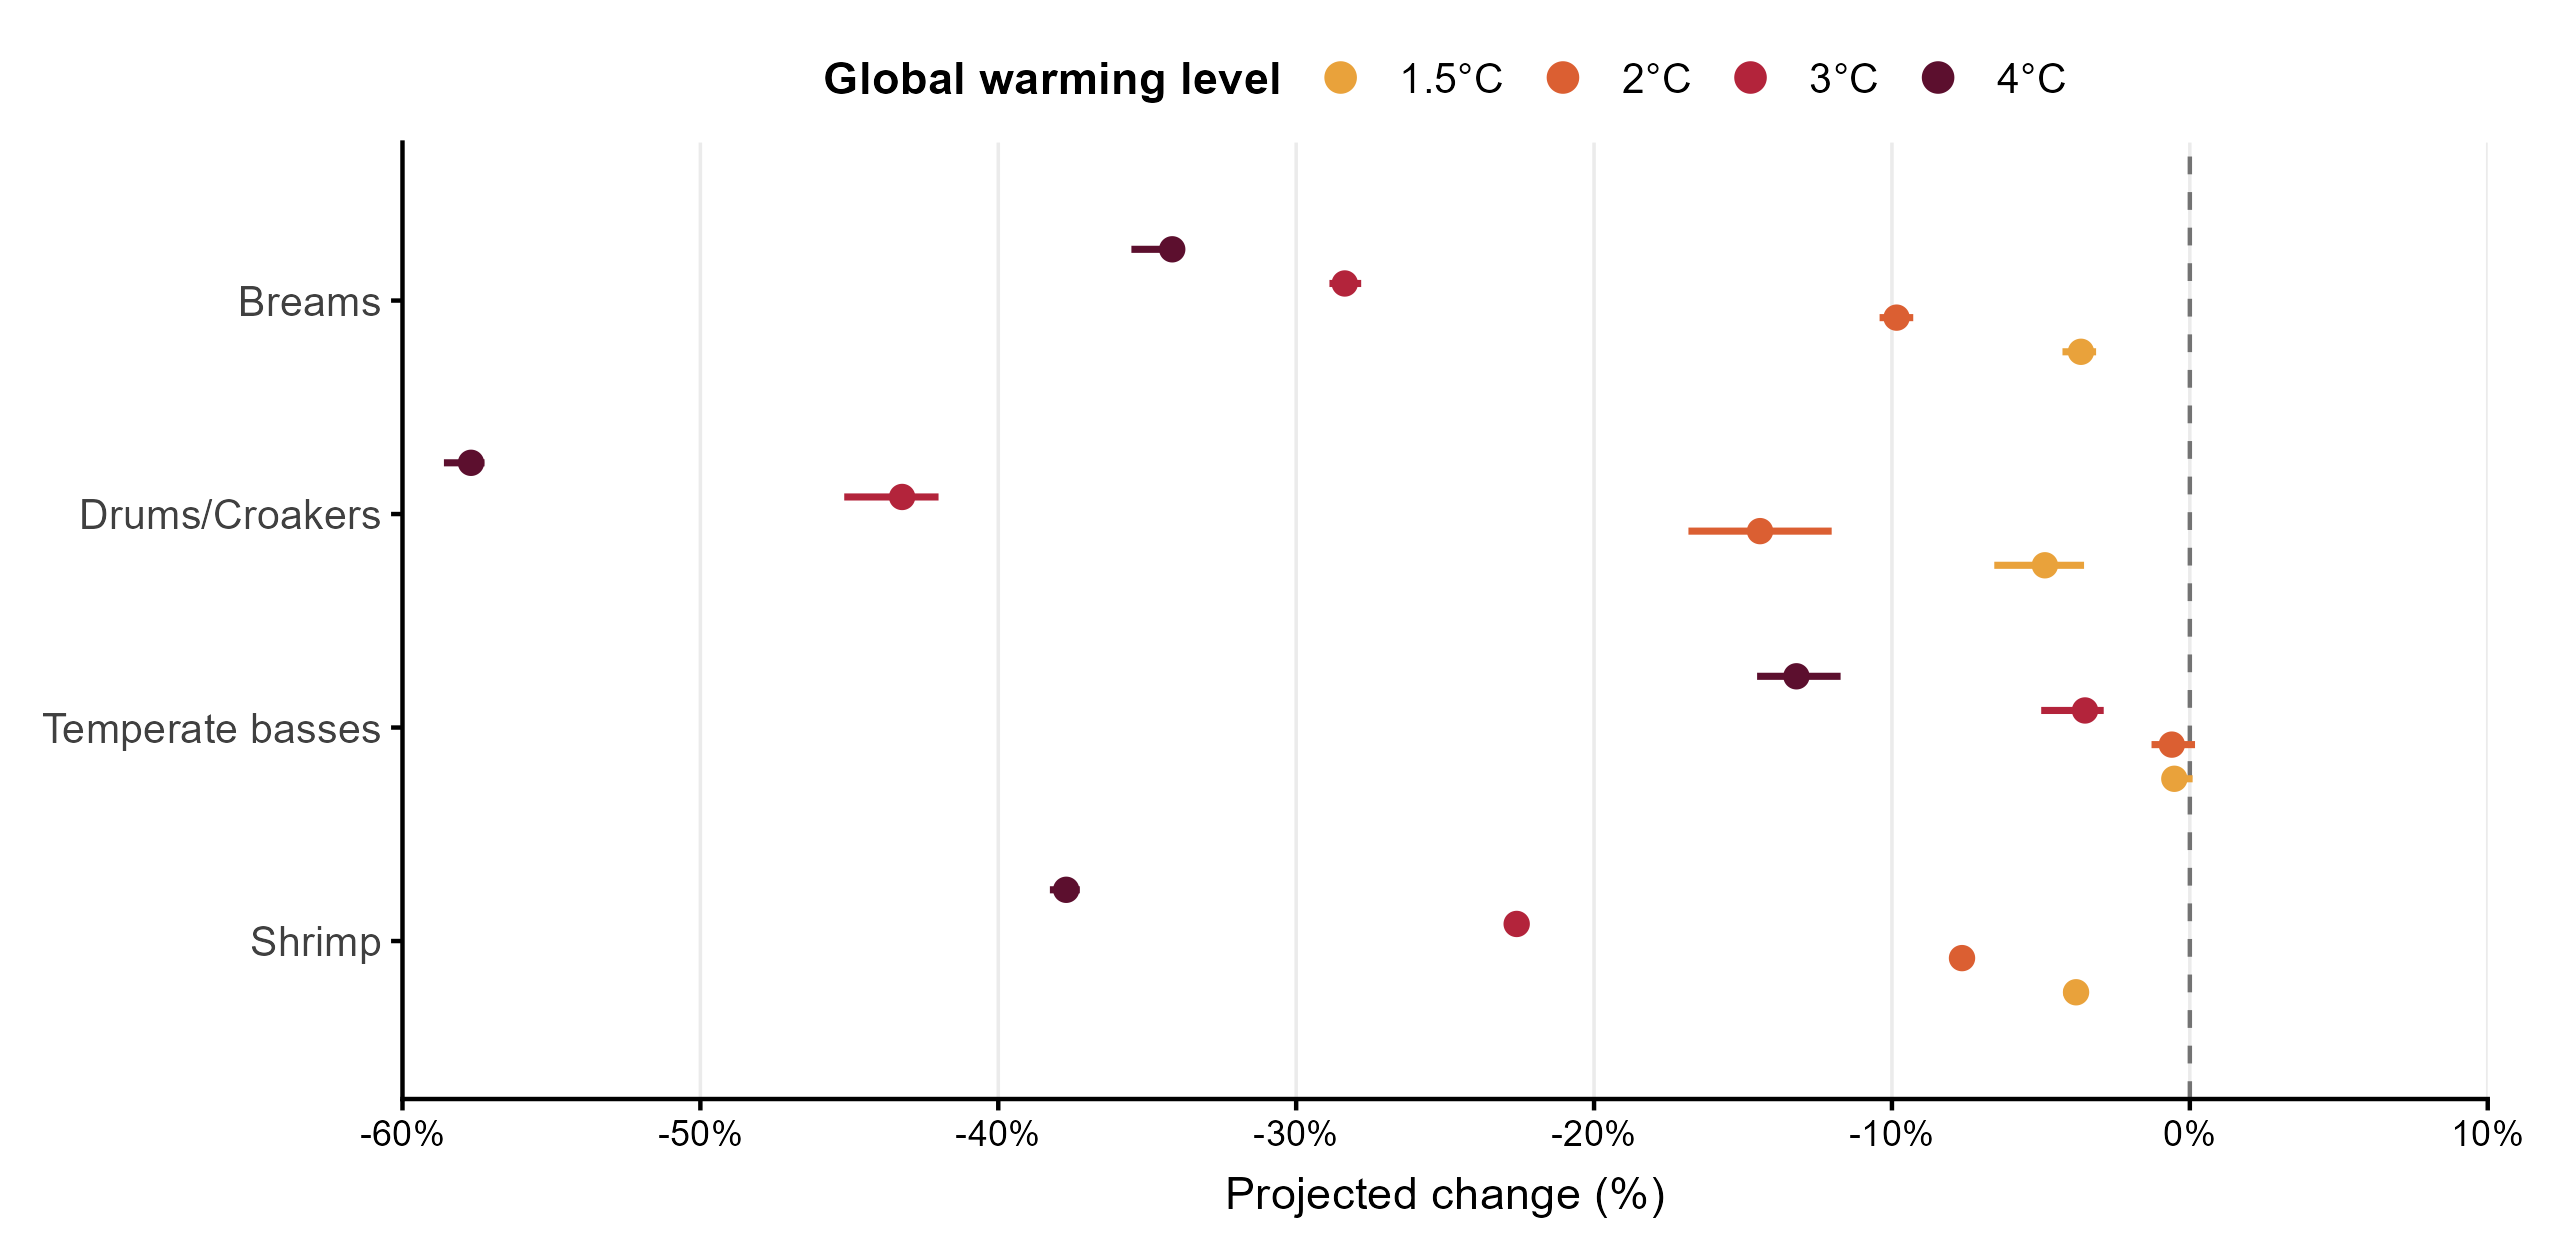 Global warming level 1.5°C 2°C 3°C 4°C
Breams
Drums/Croakers
Temperate basses
Shrimp
-60% -50% -40% -30% -20% -10% 0% 10%
Projected change (%)